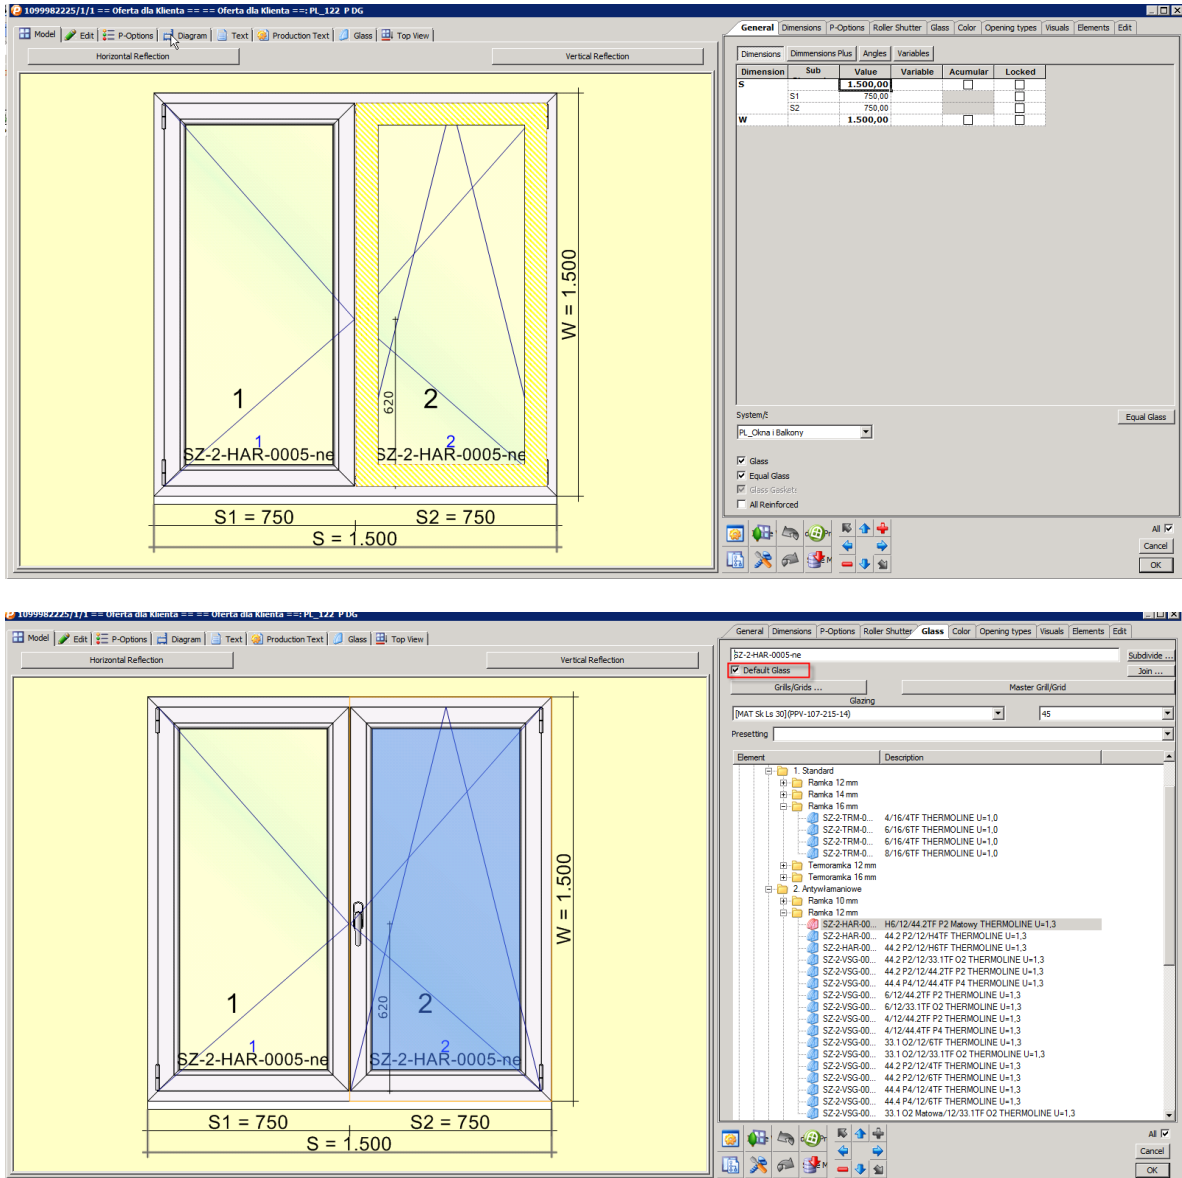 1099982225/1/1 == Oferta dla Klienta == == Oferta dla Klienta ==: PL_122 P DG
Model Edit P-Options Diagram Text Production Text Glass Top View
Horizontal Reflection Vertical Reflection
1 2
1 2
SZ-2-HAR-0005-ne SZ-2-HAR-0005-ne
620
W = 1.500
S1 = 750 S2 = 750
S = 1.500
General Dimensions P-Options Roller Shutter Glass Color Opening types Visuals Elements Edit
Dimensions Dimmensions Plus Angles Variables
Dimension Sub Value Variable Acumular Locked
S 1.500,00
S1 750,00
S2 750,00
W 1.500,00
System/S
Equal Glass
PL_Okna i Balkony
Glass
Equal Glass
Glass Gaskets
All Reinforced
All
Cancel
OK
1099982225/1/1 == Oferta dla Klienta == == Oferta dla Klienta ==: PL_122 P DG
Model Edit P-Options Diagram Text Production Text Glass Top View
Horizontal Reflection Vertical Reflection
1 2
1 2
SZ-2-HAR-0005-ne SZ-2-HAR-0005-ne
620
W = 1.500
S1 = 750 S2 = 750
S = 1.500
General Dimensions P-Options Roller Shutter Glass Color Opening types Visuals Elements Edit
SZ-2-HAR-0005-ne Subdivide ...
Default Glass Join ...
Grills/Grids ... Master Grill/Grid
Glazing
[MAT Sk Ls 30](PPV-107-215-14) 45
Presetting
Element Description
1. Standard
Ramka 12 mm
Ramka 14 mm
Ramka 16 mm
SZ-2-TRM-0... 4/16/4TF THERMOLINE U=1,0
SZ-2-TRM-0... 6/16/6TF THERMOLINE U=1,0
SZ-2-TRM-0... 6/16/4TF THERMOLINE U=1,0
SZ-2-TRM-0... 8/16/6TF THERMOLINE U=1,0
Termoramka 12 mm
Termoramka 16 mm
2. Antywłamaniowe
Ramka 10 mm
Ramka 12 mm
SZ-2-HAR-00... H6/12/44.2TF P2 Matowy THERMOLINE U=1,3
SZ-2-HAR-00... 44.2 P2/12/H4TF THERMOLINE U=1,3
SZ-2-HAR-00... 44.2 P2/12/H6TF THERMOLINE U=1,3
SZ-2-VSG-00... 44.2 P2/12/33.1TF O2 THERMOLINE U=1,3
SZ-2-VSG-00... 44.2 P2/12/44.2TF P2 THERMOLINE U=1,3
SZ-2-VSG-00... 44.4 P4/12/44.4TF P4 THERMOLINE U=1,3
SZ-2-VSG-00... 6/12/44.2TF P2 THERMOLINE U=1,3
SZ-2-VSG-00... 6/12/33.1TF O2 THERMOLINE U=1,3
SZ-2-VSG-00... 4/12/44.2TF P2 THERMOLINE U=1,3
SZ-2-VSG-00... 4/12/44.4TF P4 THERMOLINE U=1,3
SZ-2-VSG-00... 33.1 O2/12/6TF THERMOLINE U=1,3
SZ-2-VSG-00... 33.1 O2/12/33.1TF O2 THERMOLINE U=1,3
SZ-2-VSG-00... 44.2 P2/12/4TF THERMOLINE U=1,3
SZ-2-VSG-00... 44.2 P2/12/6TF THERMOLINE U=1,3
SZ-2-VSG-00... 44.4 P4/12/4TF THERMOLINE U=1,3
SZ-2-VSG-00... 44.4 P4/12/6TF THERMOLINE U=1,3
SZ-2-VSG-00... 33.1 O2 Matowa/12/33.1TF O2 THERMOLINE U=1,3
All
Cancel
OK